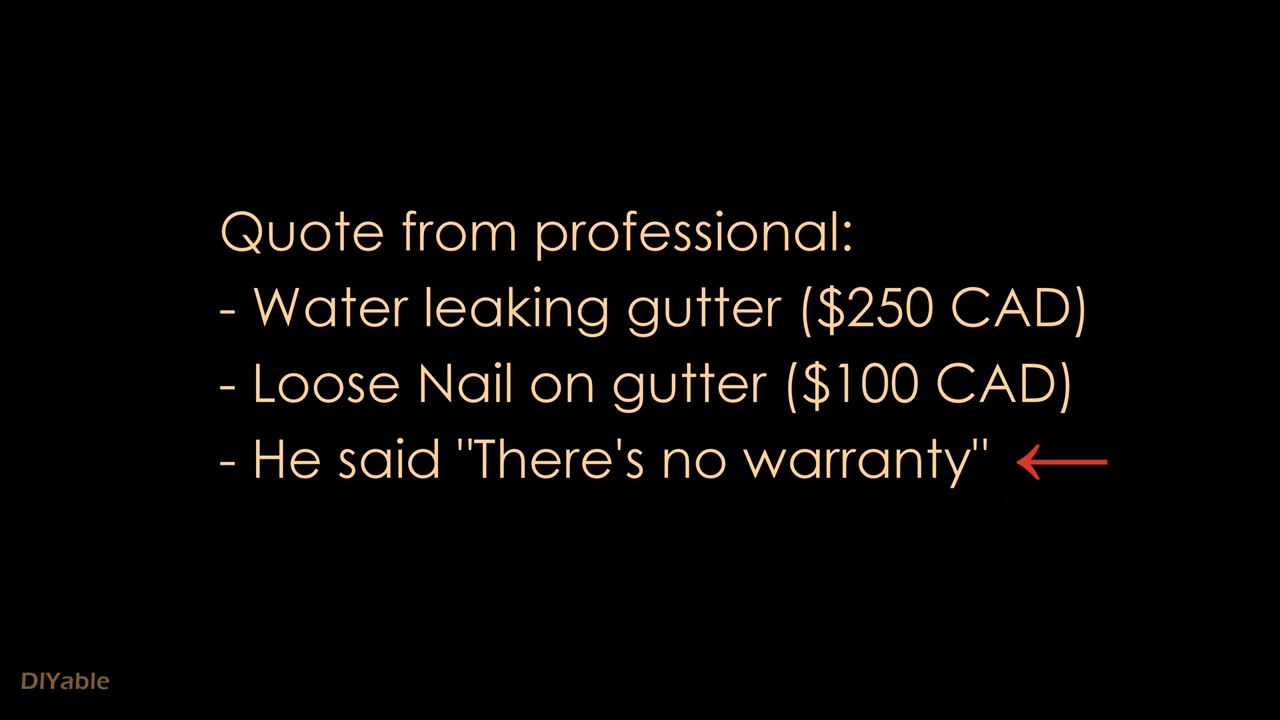 Quote from professional:
- Water leaking gutter ($250 CAD)
- Loose Nail on gutter ($100 CAD)
- He said "There's no warranty"
DIYable